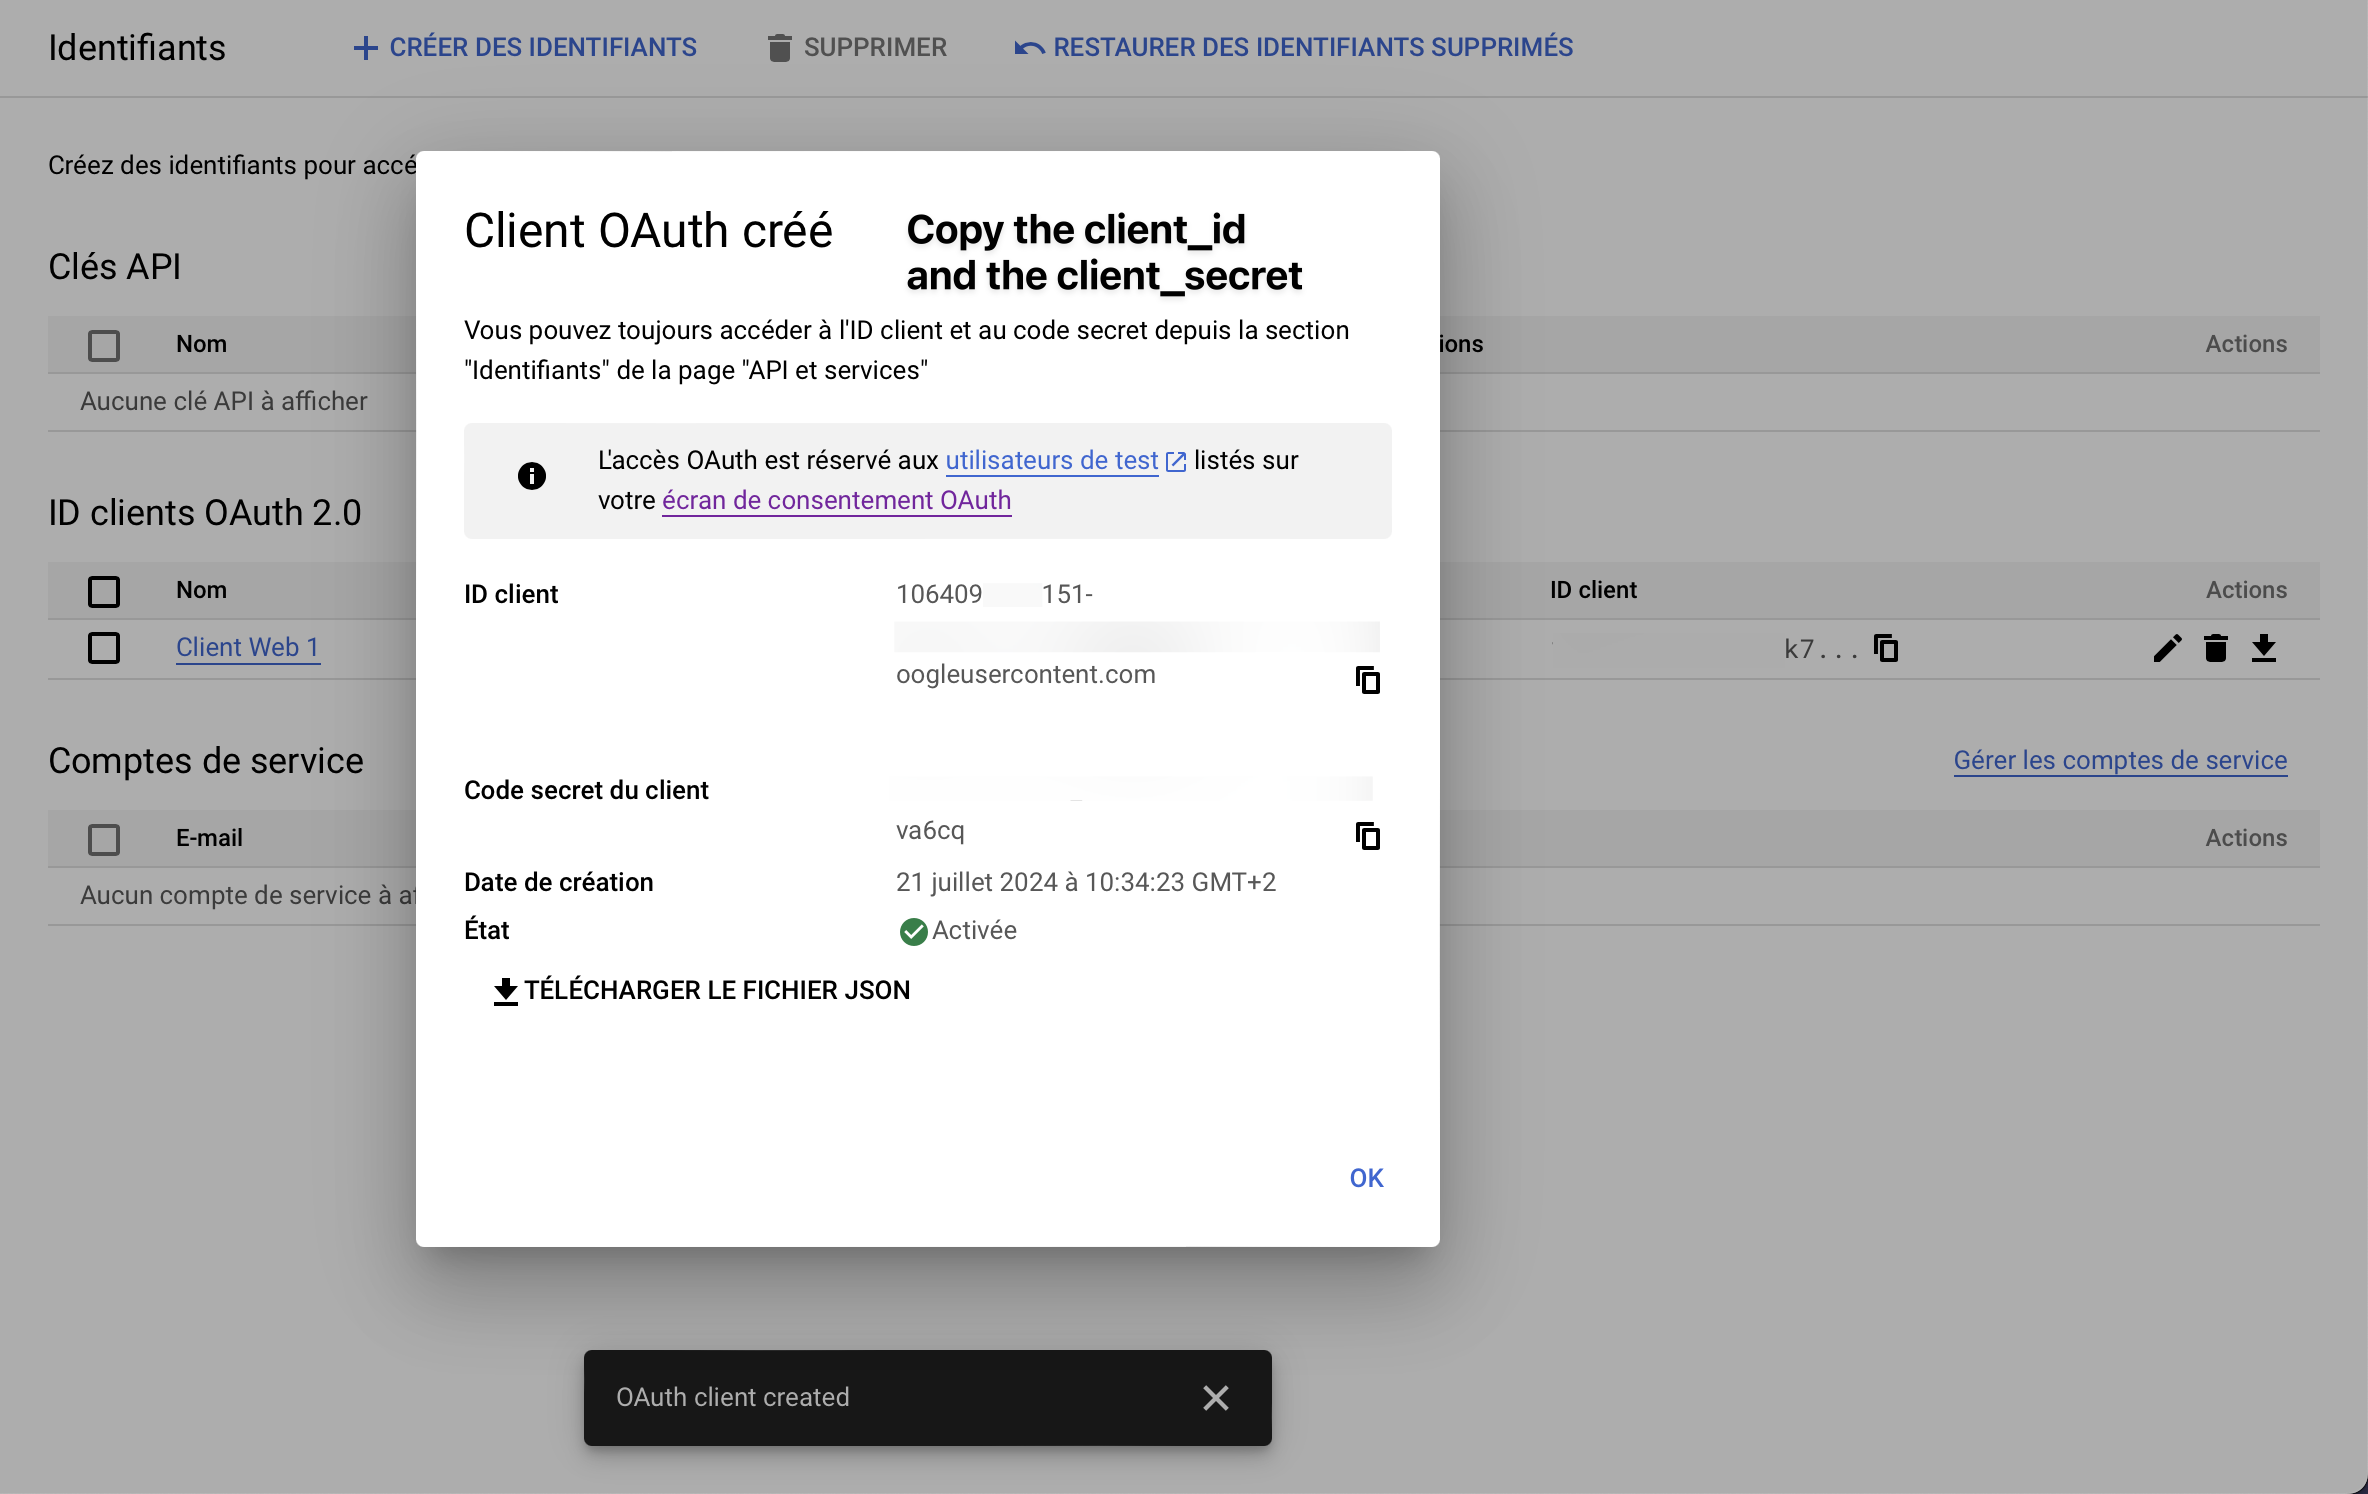 Identifiants
CRÉER DES IDENTIFIANTS
SUPPRIMER
RESTAURER DES IDENTIFIANTS SUPPRIMÉS
Créez des identifiants pour accé
Clés API
Nom
ions
Actions
Aucune clé API à afficher
ID clients OAuth 2.0
Nom
ID client
Actions
Client Web 1
k7...
Comptes de service
Gérer les comptes de service
E-mail
Actions
Aucun compte de service à af
Client OAuth créé
Copy the client_id
and the client_secret
Vous pouvez toujours accéder à l'ID client et au code secret depuis la section
"Identifiants" de la page "API et services"
L'accès OAuth est réservé aux utilisateurs de test listés sur
votre écran de consentement OAuth
ID client
106409 151-
oogleusercontent.com
Code secret du client
va6cq
Date de création
21 juillet 2024 à 10:34:23 GMT+2
État
Activée
TÉLÉCHARGER LE FICHIER JSON
OK
OAuth client created